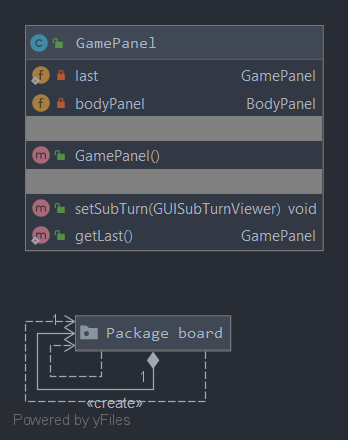 GamePanel
last GamePanel
bodyPanel BodyPanel
GamePanel()
setSubTurn(GUISubTurnViewer) void
getLast() GamePanel
1
Package board
1
«create»
Powered by yFiles